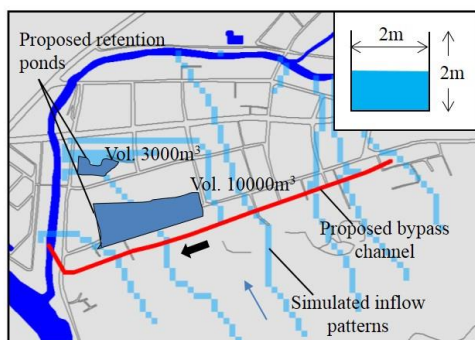 Proposed retention
ponds
2m
2m
Vol. 3000m³
Vol. 10000m³
Proposed bypass
channel
Simulated inflow
patterns